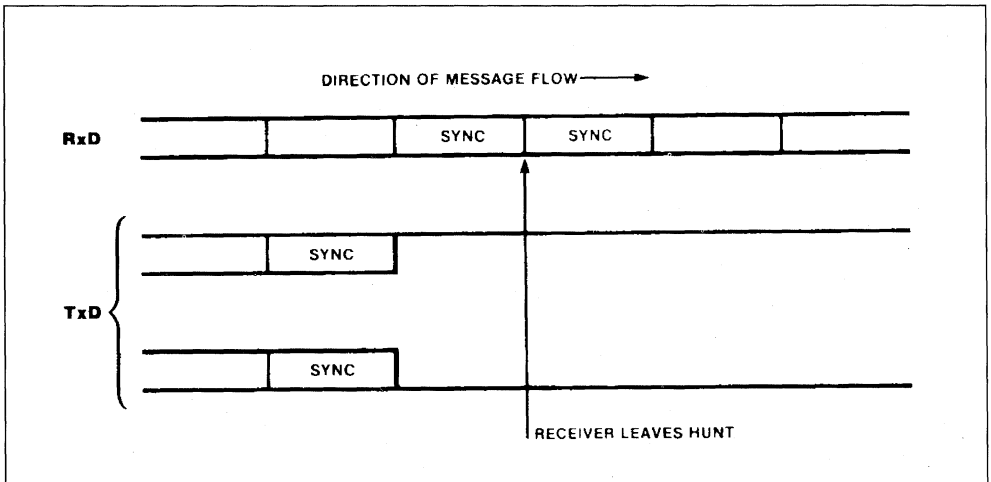 DIRECTION OF MESSAGE FLOW
RxD
SYNC SYNC
SYNC
TxD
SYNC
RECEIVER LEAVES HUNT